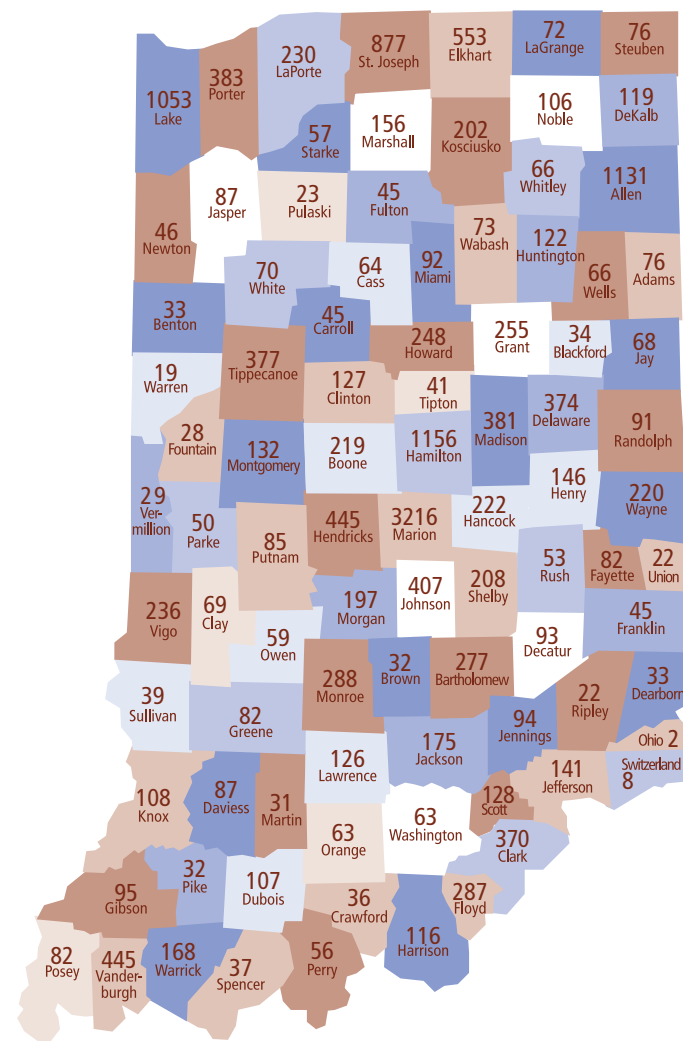 230
LaPorte
877
St. Joseph
553
Elkhart
72
LaGrange
76
Steuben
1053
Lake
383
Porter
57
Starke
156
Marshall
202
Kosciusko
106
Noble
119
DeKalb
66
Whitley
1131
Allen
46
Newton
87
Jasper
23
Pulaski
45
Fulton
73
Wabash
122
Huntington
66
Wells
76
Adams
70
White
64
Cass
92
Miami
33
Benton
45
Carroll
248
Howard
255
Grant
34
Blackford
68
Jay
19
Warren
377
Tippecanoe
127
Clinton
41
Tipton
381
Madison
374
Delaware
91
Randolph
28
Fountain
132
Montgomery
219
Boone
1156
Hamilton
146
Henry
220
Wayne
29
Ver-
million
50
Parke
85
Putnam
445
Hendricks
3216
Marion
222
Hancock
53
Rush
82
Fayette
22
Union
236
Vigo
69
Clay
59
Owen
197
Morgan
407
Johnson
208
Shelby
93
Decatur
45
Franklin
39
Sullivan
82
Greene
288
Monroe
32
Brown
277
Bartholomew
94
Jennings
22
Ripley
33
Dearborn
Ohio 2
Switzerland
8
126
Lawrence
175
Jackson
141
Jefferson
108
Knox
87
Daviess
31
Martin
63
Orange
63
Washington
128
Scott
370
Clark
95
Gibson
32
Pike
107
Dubois
36
Crawford
116
Harrison
287
Floyd
82
Posey
445
Vander-
burgh
168
Warrick
37
Spencer
56
Perry